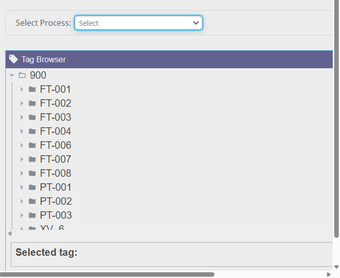 Select Process: Select
Tag Browser
900
FT-001
FT-002
FT-003
FT-004
FT-006
FT-007
FT-008
PT-001
PT-002
PT-003
Selected tag: